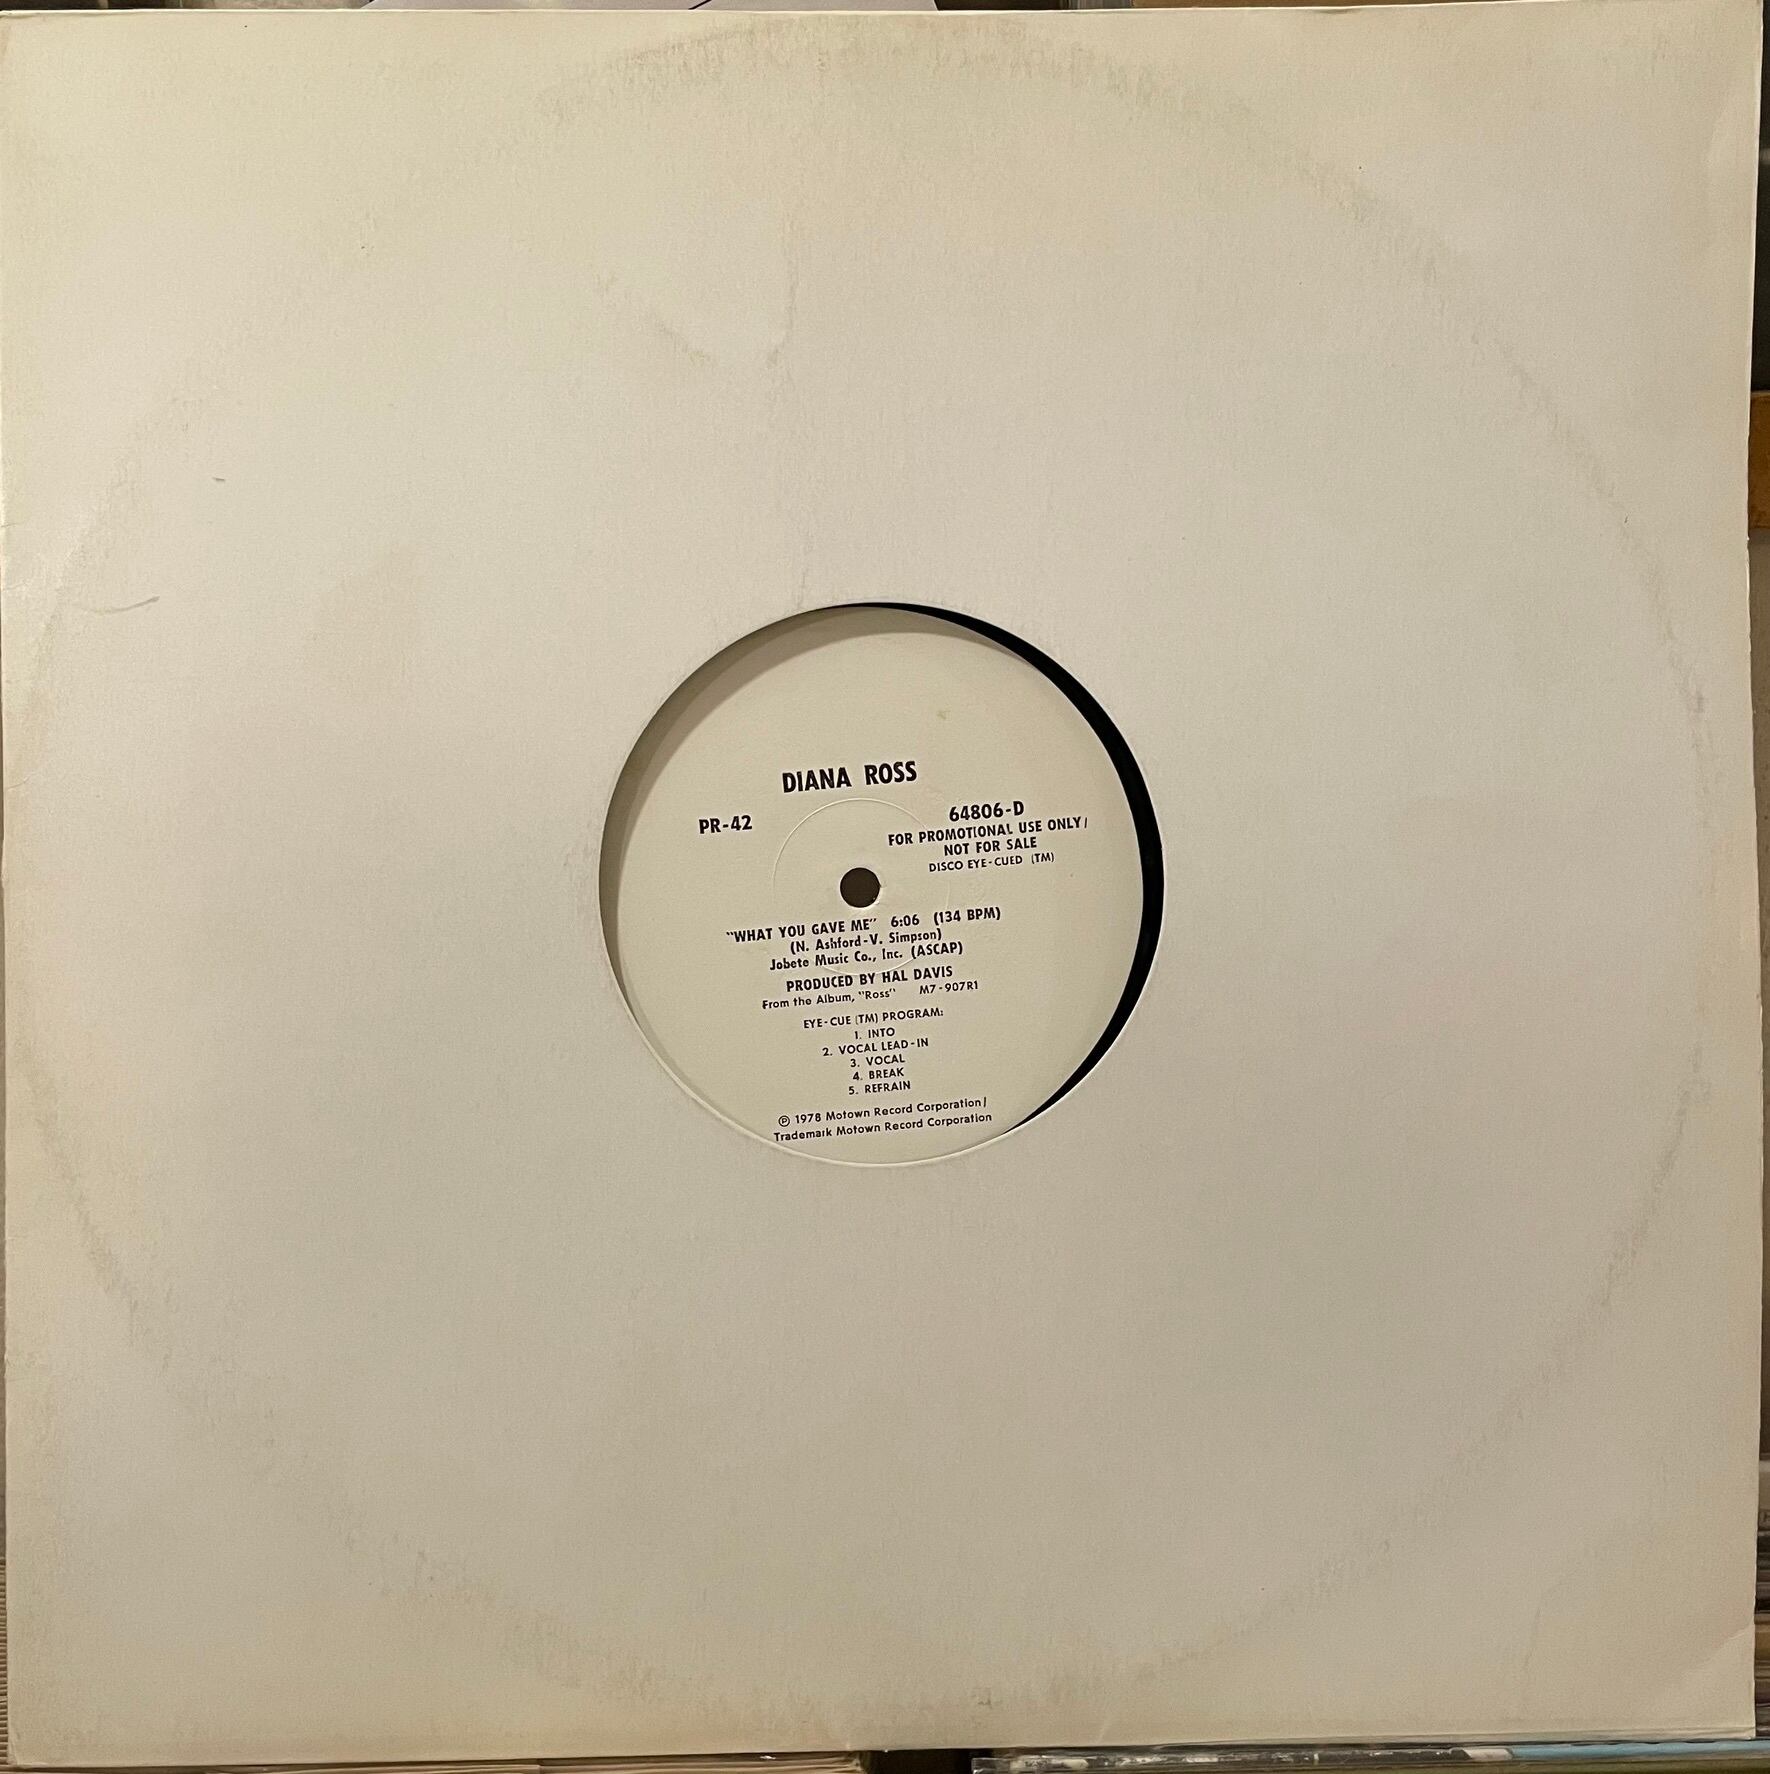 DIANA ROSS
PR-42
64806-D
FOR PROMOTIONAL USE ONLY/
NOT FOR SALE
DISCO EYE-CUED (TM)
"WHAT YOU GAVE ME" 6:06 (134 BPM)
(N. Ashford-V. Simpson)
Jobete Music Co., Inc. (ASCAP)
PRODUCED BY HAL DAVIS
From the Album, "Ross" M7-907R1
EYE-CUE (TM) PROGRAM:
1. INTO
2. VOCAL LEAD-IN
3. VOCAL
4. BREAK
5. REFRAIN
℗ 1978 Motown Record Corporation/
Trademark Motown Record Corporation